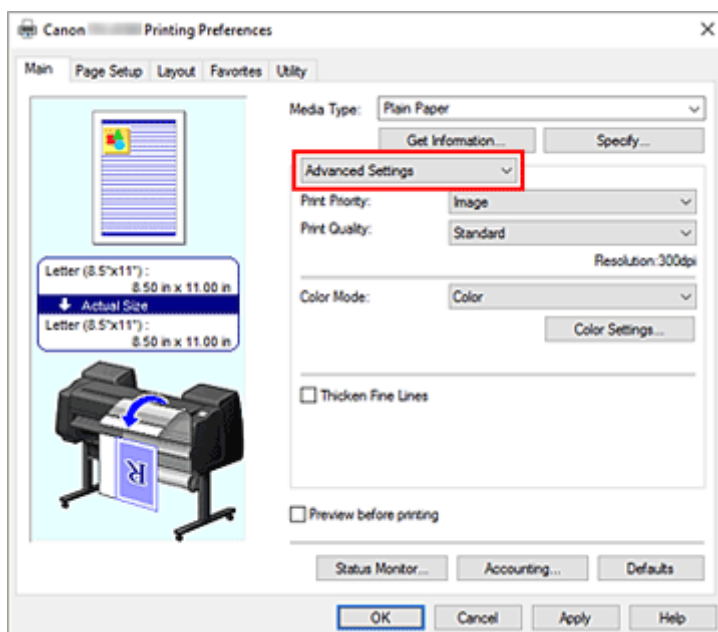 Canon Printing Preferences
Main Page Setup Layout Favorites Utility
Media Type: Plain Paper
Get Information... Specify...
Advanced Settings
Print Priority: Image
Print Quality: Standard
Resolution:300dpi
Color Mode: Color
Color Settings...
Thicken Fine Lines
Letter (8.5"x11") :
8.50 in x 11.00 in
Actual Size
Letter (8.5"x11") :
8.50 in x 11.00 in
R
Preview before printing
Status Monitor... Accounting... Defaults
OK Cancel Apply Help